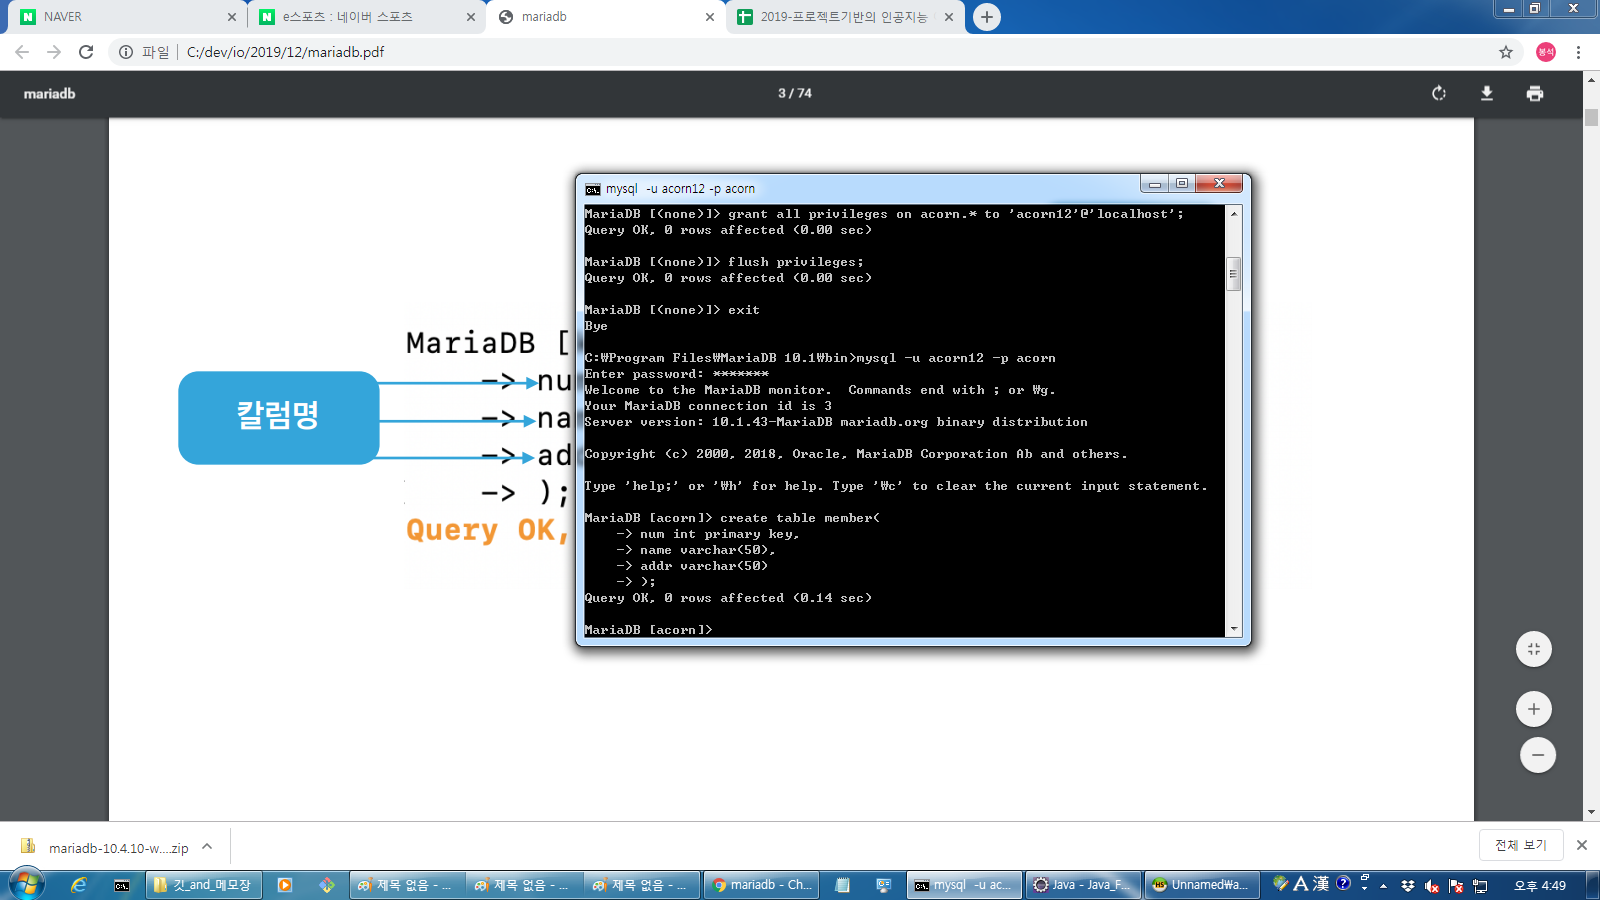 NAVER
e스포츠 : 네이버 스포츠
mariadb
2019-프로젝트기반의 인공지능
파일
C:/dev/io/2019/12/mariadb.pdf
봉석
mariadb
3 / 74
MariaDB [
칼럼명
-> nu
-> na
-> ad
-> );
Query OK,
mysql -u acorn12 -p acorn
MariaDB [(none)]> grant all privileges on acorn.* to 'acorn12'@'localhost';
Query OK, 0 rows affected (0.00 sec)
MariaDB [(none)]> flush privileges;
Query OK, 0 rows affected (0.00 sec)
MariaDB [(none)]> exit
Bye
C:₩Program Files₩MariaDB 10.1₩bin>mysql -u acorn12 -p acorn
Enter password: *******
Welcome to the MariaDB monitor.  Commands end with ; or ₩g.
Your MariaDB connection id is 3
Server version: 10.1.43-MariaDB mariadb.org binary distribution
Copyright (c) 2000, 2018, Oracle, MariaDB Corporation Ab and others.
Type 'help;' or '₩h' for help. Type '₩c' to clear the current input statement.
MariaDB [acorn]> create table member(
-> num int primary key,
-> name varchar(50),
-> addr varchar(50)
-> );
Query OK, 0 rows affected (0.14 sec)
MariaDB [acorn]>
mariadb-10.4.10-w....zip
전체 보기
깃_and_메모장
제목 없음 - ...
제목 없음 - ...
제목 없음 - ...
mariadb - Ch...
mysql -u ac...
Java - Java_F...
Unnamed₩a...
A 漢
오후 4:49